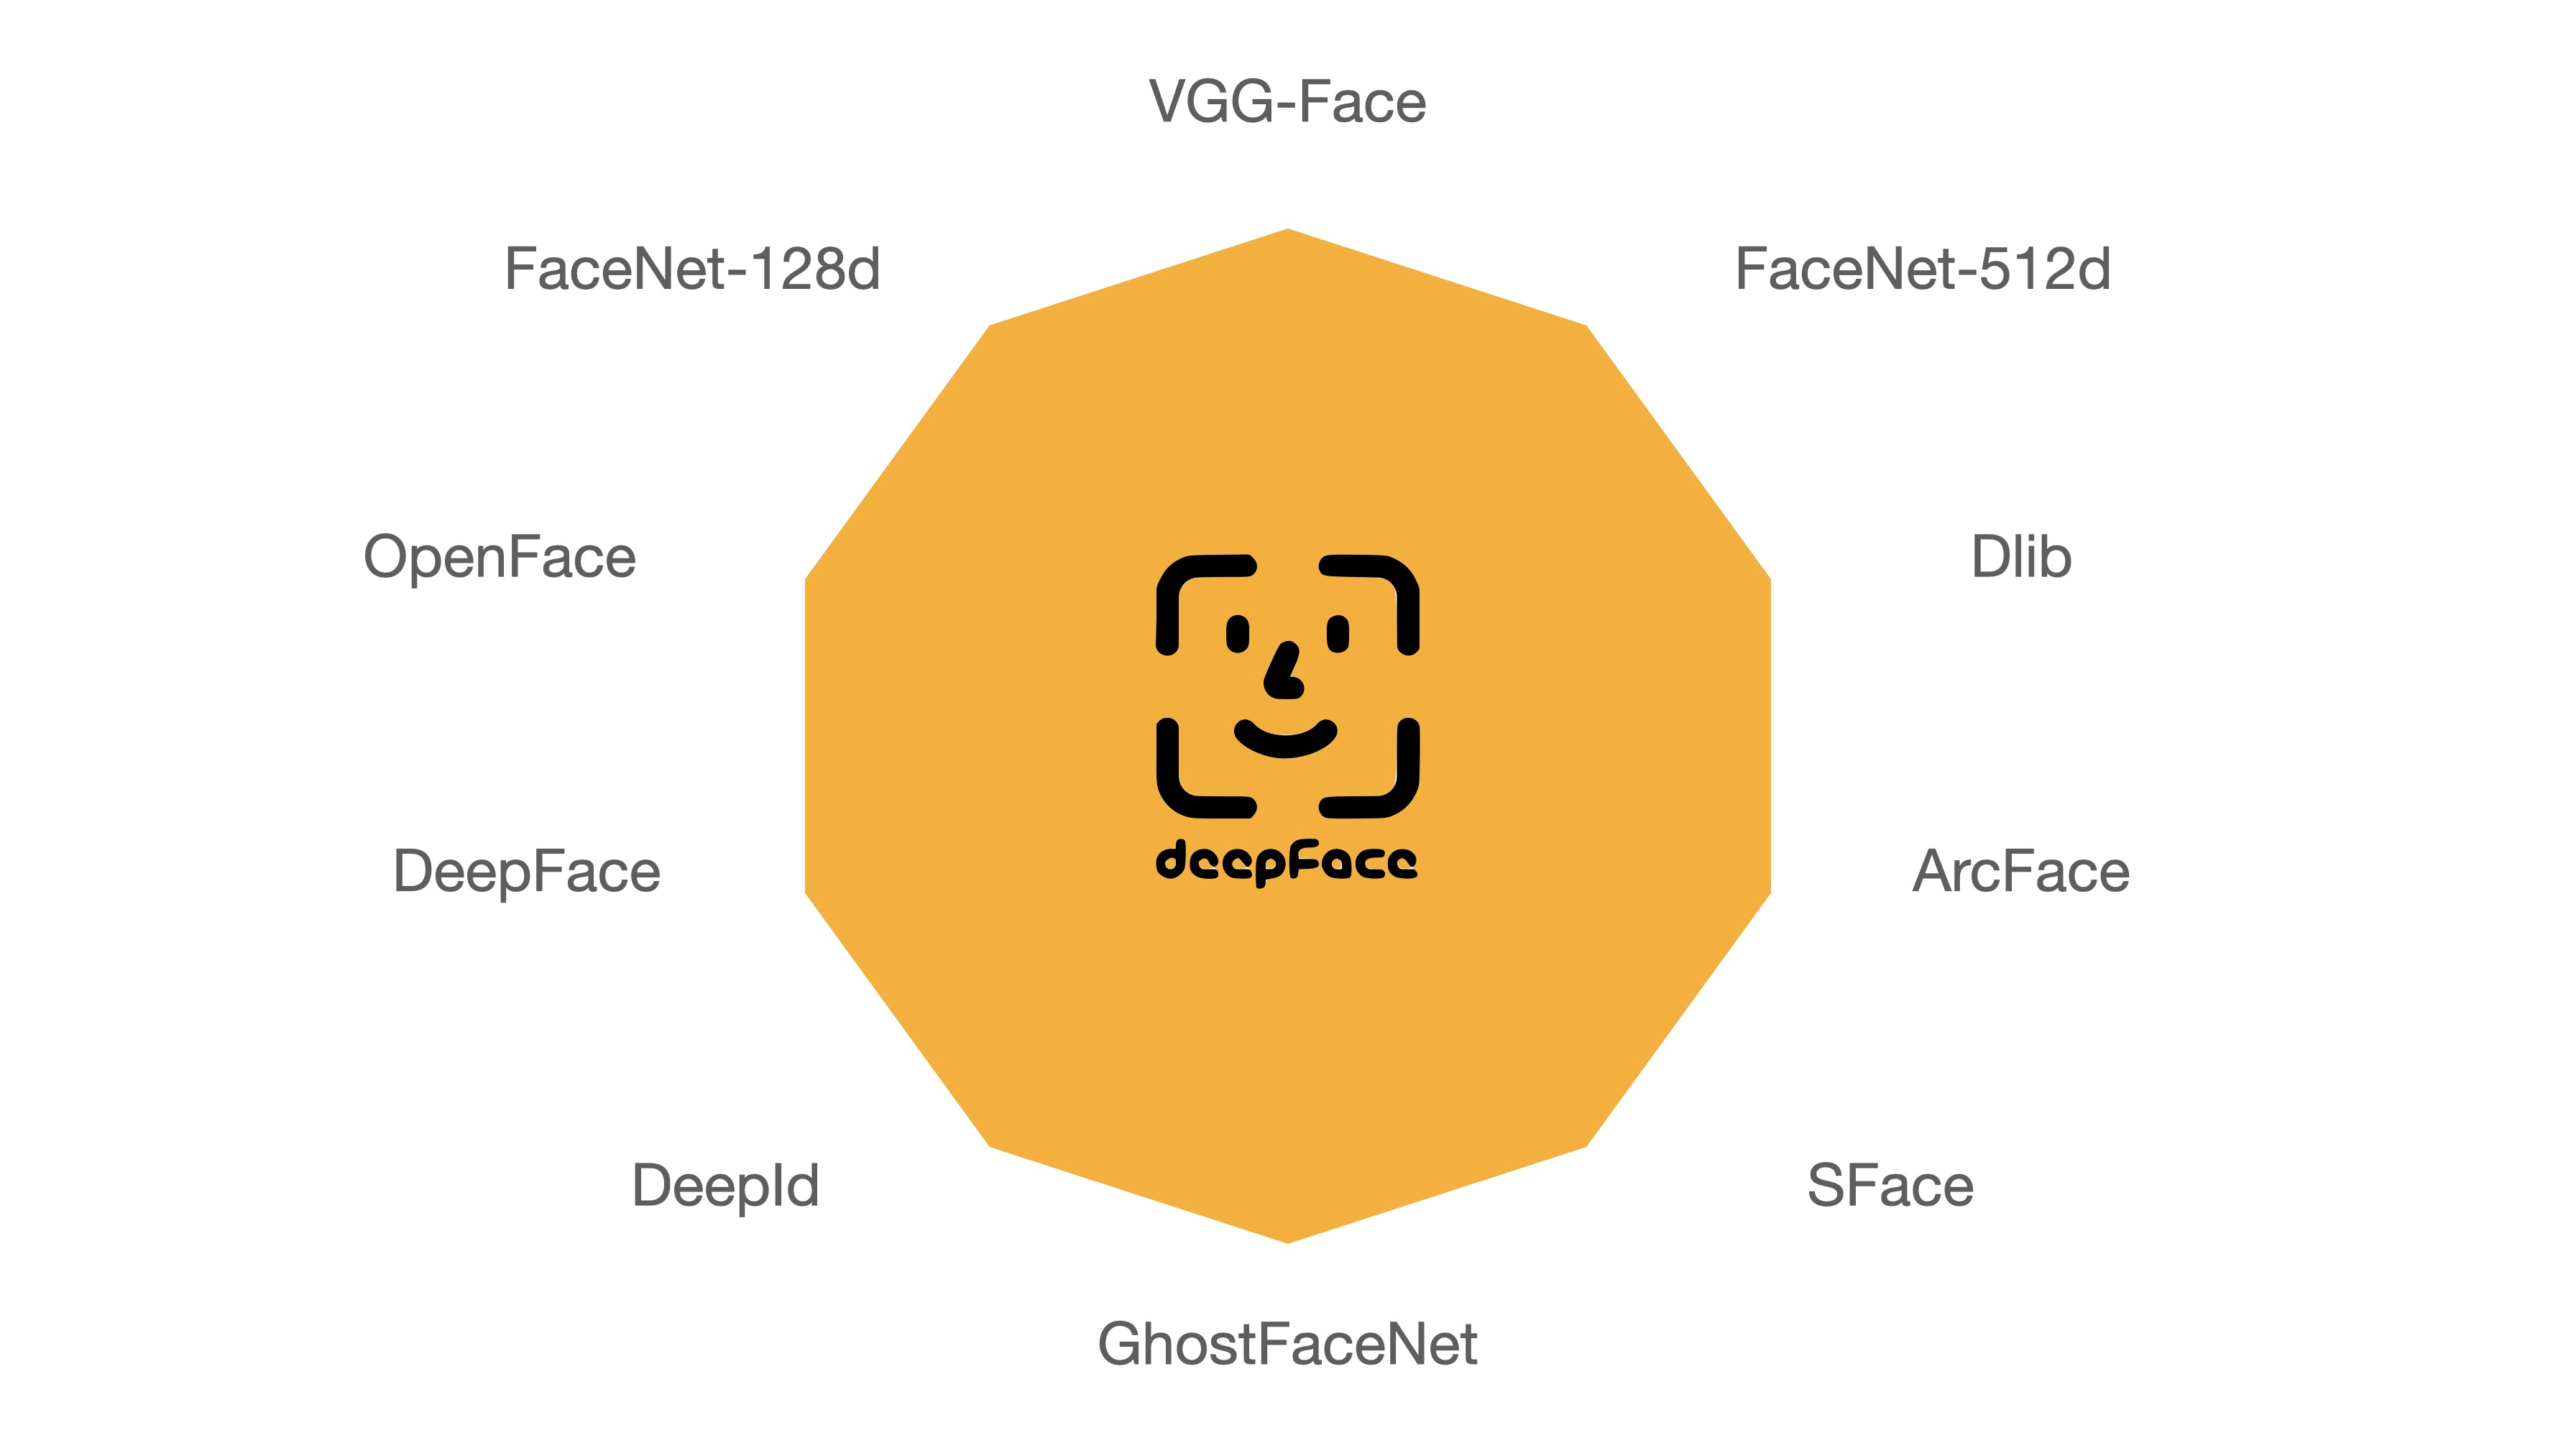 VGG-Face
FaceNet-128d
FaceNet-512d
OpenFace
Dlib
deepface
DeepFace
ArcFace
DeepId
SFace
GhostFaceNet